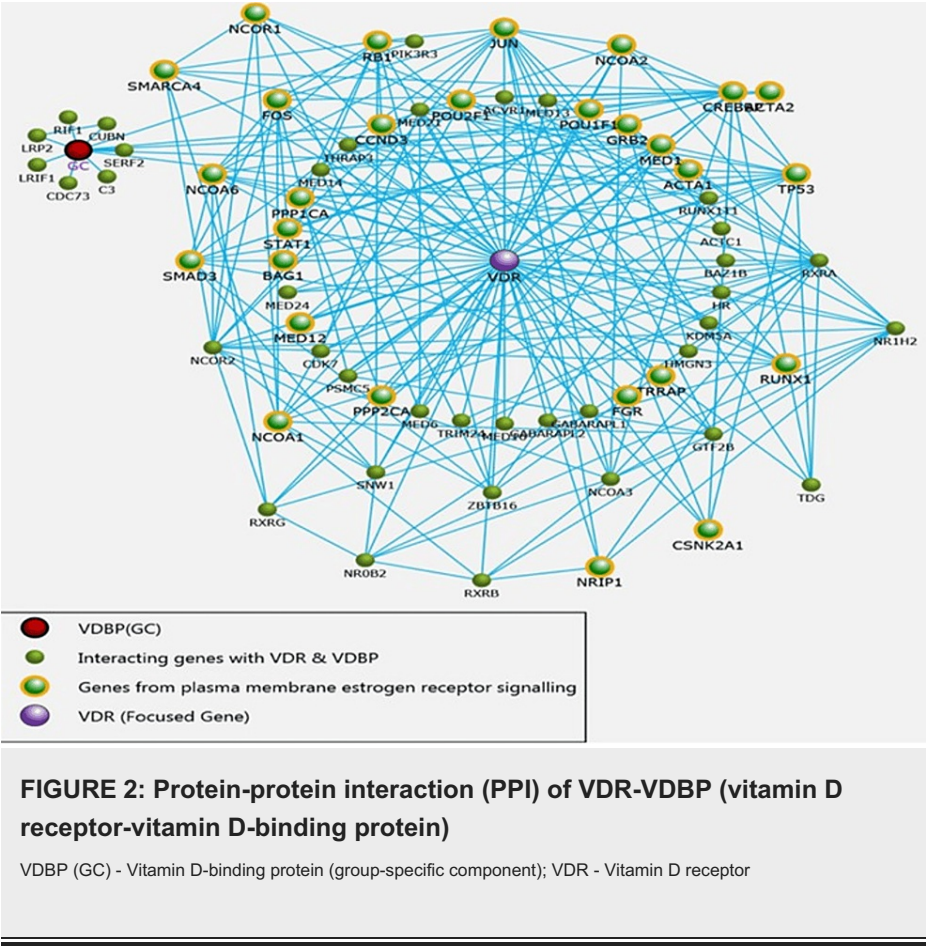 NCOR1
JUN
RB1
PIK3R3
NCOA2
SMARCA4
CREBBP
ACTA2
FOS
POU2F1
ACVR1
MED13
POU1F1
MED21
RIF1
CUBN
CCND3
GRB2
LRP2
SERF2
THRAP3
MED1
GC
LRIF1
C3
CDC73
NCOA6
MED14
ACTA1
TP53
PPP1CA
RUNX1T1
STAT1
ACTC1
SMAD3
BAG1
VDR
BAZ1B
RXRA
MED24
HR
MED12
KDM5A
NR1H2
NCOR2
CDK7
HMGN3
RUNX1
PSMC5
TRRAP
PPP2CA
FGR
MED6
TRIM24
GABARAPL2
GABARAPL1
NCOA1
GTF2B
SNW1
ZBTB16
NCOA3
TDG
RXRG
CSNK2A1
NR0B2
RXRB
NRIP1
VDBP(GC)
Interacting genes with VDR & VDBP
Genes from plasma membrane estrogen receptor signalling
VDR (Focused Gene)
FIGURE 2: Protein-protein interaction (PPI) of VDR-VDBP (vitamin D
receptor-vitamin D-binding protein)
VDBP (GC) - Vitamin D-binding protein (group-specific component); VDR - Vitamin D receptor